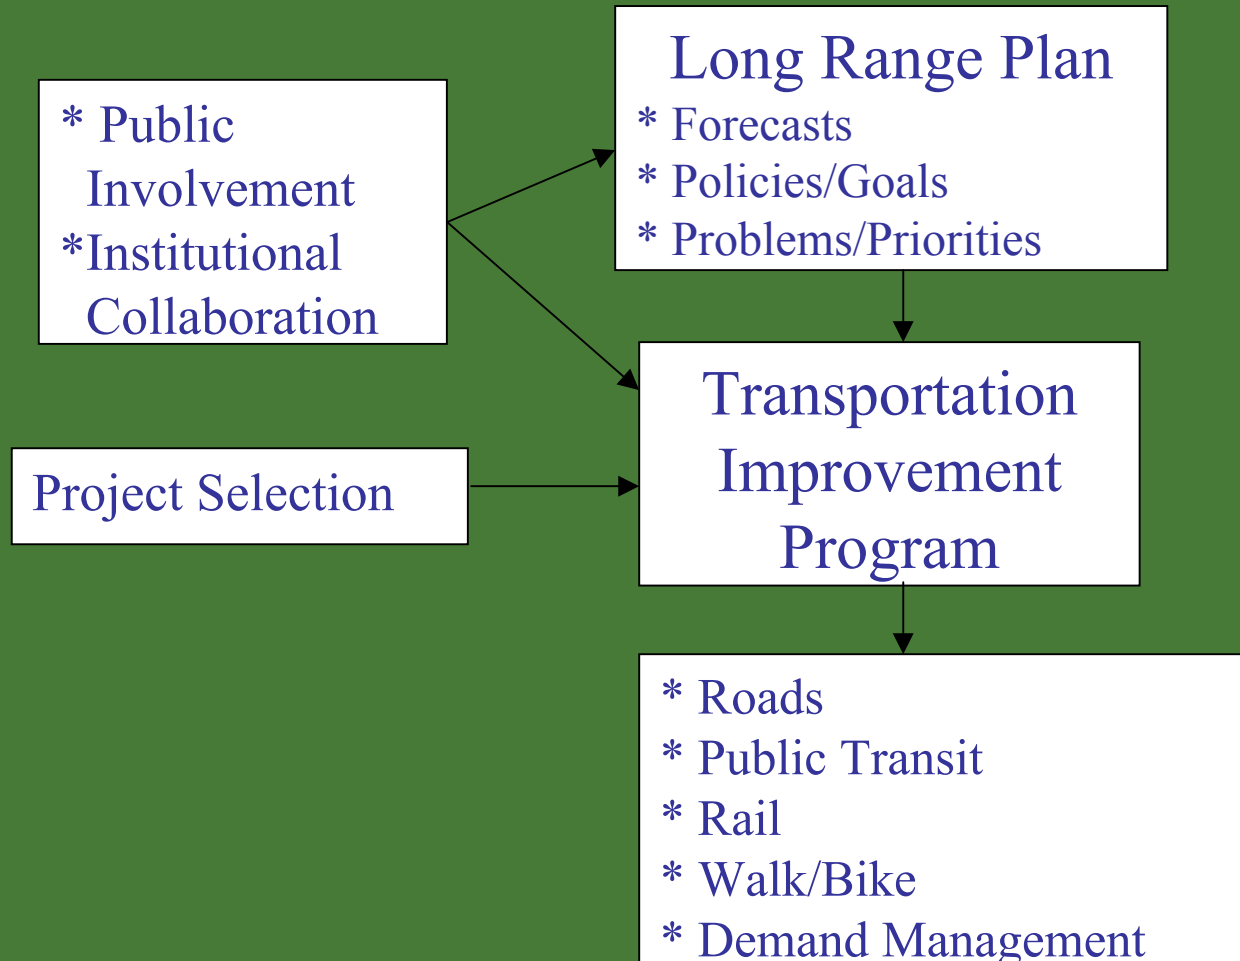 * Public
Involvement
*Institutional
Collaboration
Long Range Plan
* Forecasts
* Policies/Goals
* Problems/Priorities
Project Selection
Transportation
Improvement
Program
* Roads
* Public Transit
* Rail
* Walk/Bike
* Demand Management